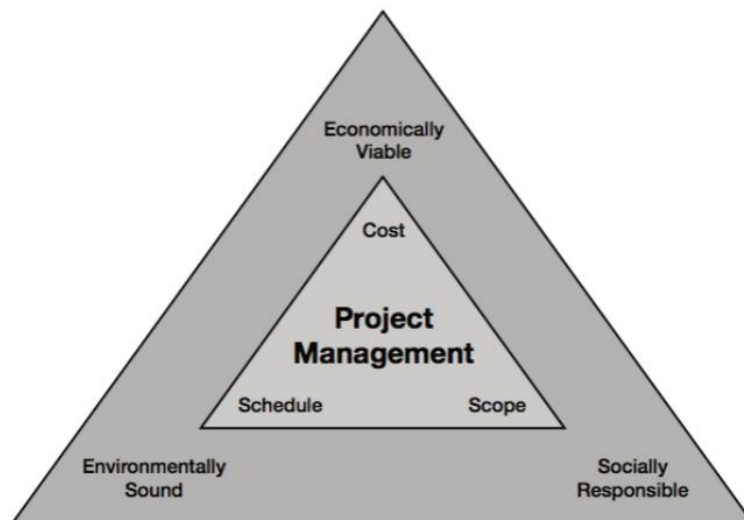 Economically
Viable
Cost
Project
Management
Schedule
Scope
Environmentally
Sound
Socially
Responsible